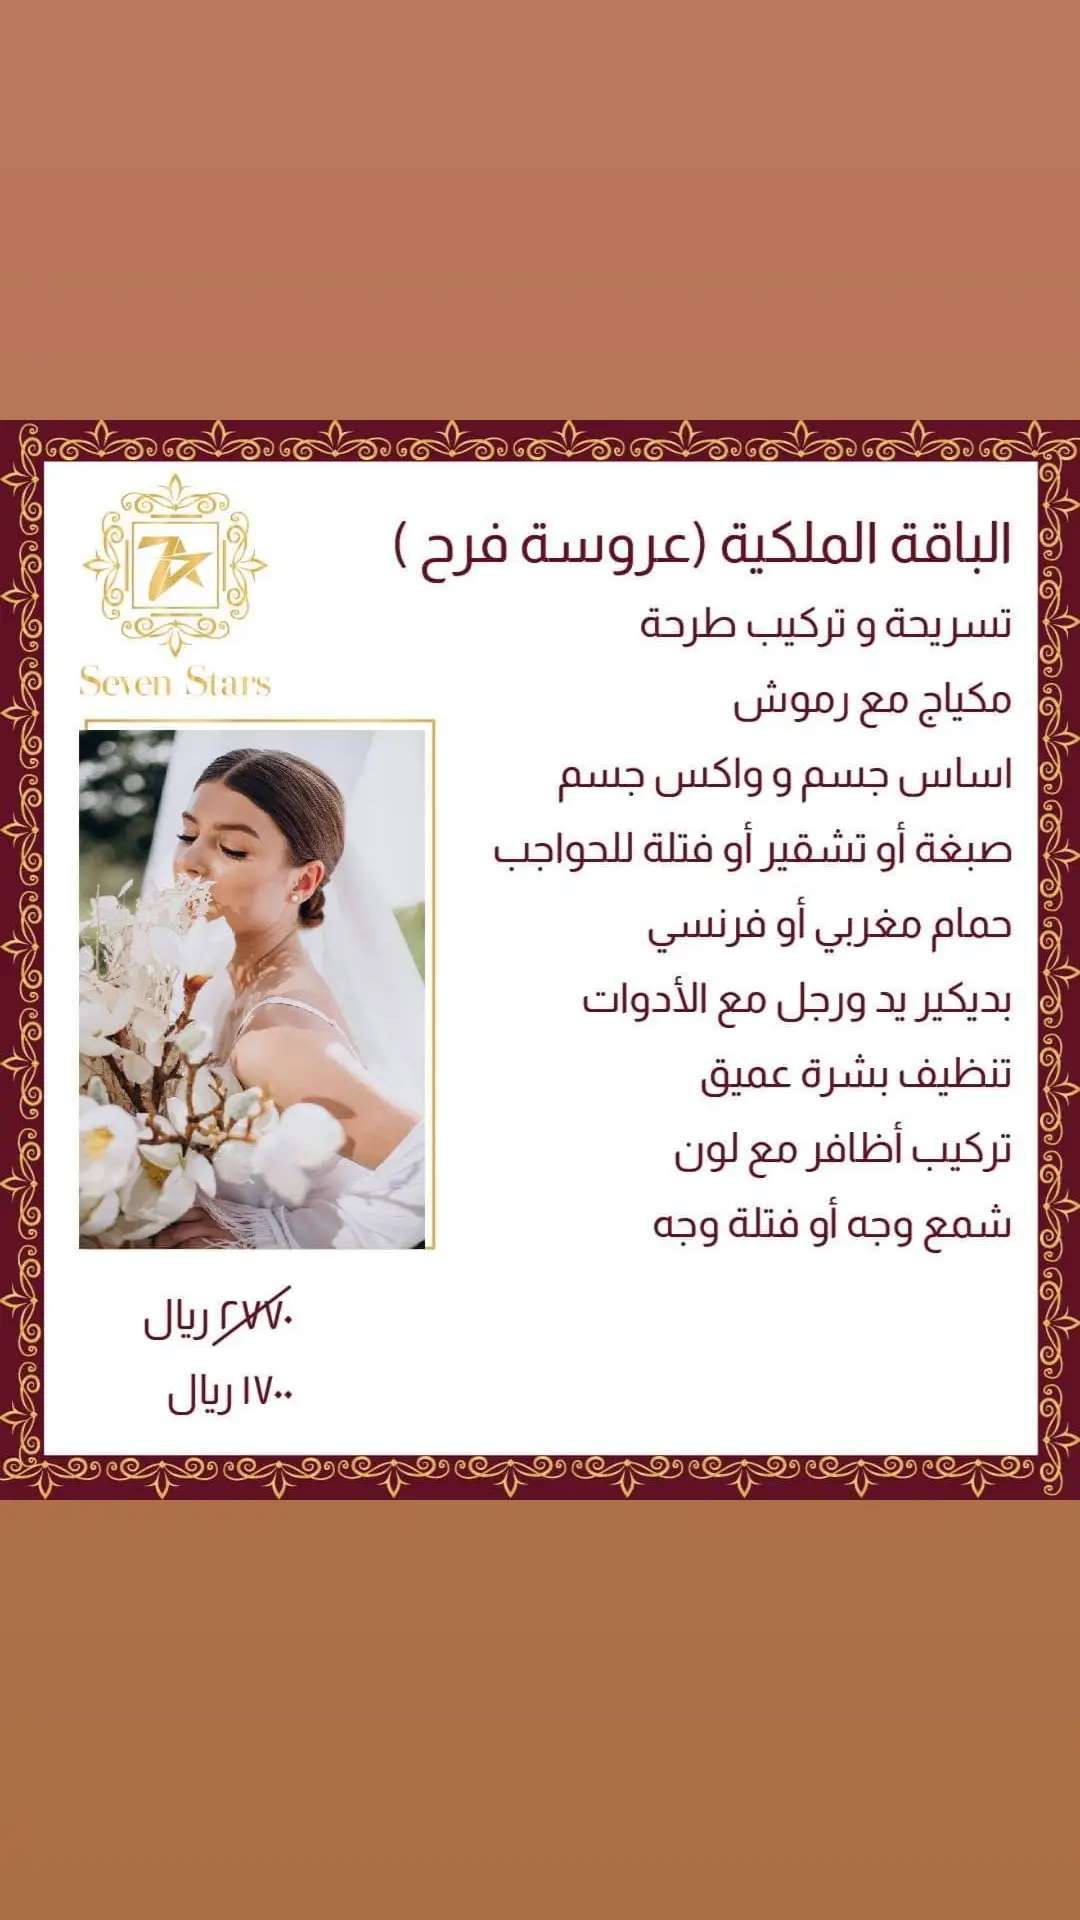 Seven Stars
الباقة الملكية (عروسة فرح )
تسريحة و تركيب طرحة
مكياج مع رموش
اساس جسم و واكس جسم
صبغة أو تشقير أو فتلة للحواجب
حمام مغربي أو فرنسي
بديكير يد ورجل مع الأدوات
تنظيف بشرة عميق
تركيب أظافر مع لون
شمع وجه أو فتلة وجه
٢٧٧٠ ريال
١٧٠٠ ريال